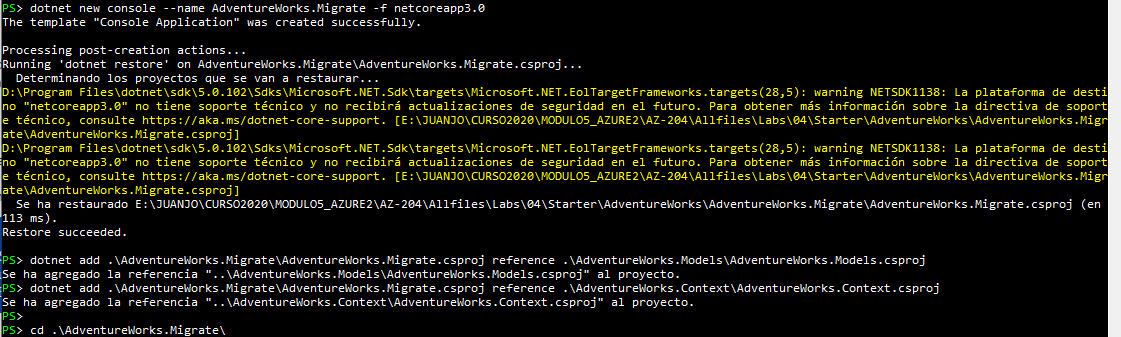 PS> dotnet new console --name AdventureWorks.Migrate -f netcoreapp3.0
The template "Console Application" was created successfully.
Processing post-creation actions...
Running 'dotnet restore' on AdventureWorks.Migrate\AdventureWorks.Migrate.csproj...
  Determinando los proyectos que se van a restaurar...
D:\Program Files\dotnet\sdk\5.0.102\Sdks\Microsoft.NET.Sdk\targets\Microsoft.NET.EolTargetFrameworks.targets(28,5): warning NETSDK1138: La plataforma de desti
no "netcoreapp3.0" no tiene soporte técnico y no recibirá actualizaciones de seguridad en el futuro. Para obtener más información sobre la directiva de soport
e técnico, consulte https://aka.ms/dotnet-core-support. [E:\JUANJO\CURSO2020\MODULO5_AZURE2\AZ-204\Allfiles\Labs\04\Starter\AdventureWorks\AdventureWorks.Migr
ate\AdventureWorks.Migrate.csproj]
D:\Program Files\dotnet\sdk\5.0.102\Sdks\Microsoft.NET.Sdk\targets\Microsoft.NET.EolTargetFrameworks.targets(28,5): warning NETSDK1138: La plataforma de desti
no "netcoreapp3.0" no tiene soporte técnico y no recibirá actualizaciones de seguridad en el futuro. Para obtener más información sobre la directiva de soport
e técnico, consulte https://aka.ms/dotnet-core-support. [E:\JUANJO\CURSO2020\MODULO5_AZURE2\AZ-204\Allfiles\Labs\04\Starter\AdventureWorks\AdventureWorks.Migr
ate\AdventureWorks.Migrate.csproj]
  Se ha restaurado E:\JUANJO\CURSO2020\MODULO5_AZURE2\AZ-204\Allfiles\Labs\04\Starter\AdventureWorks\AdventureWorks.Migrate\AdventureWorks.Migrate.csproj (en
113 ms).
Restore succeeded.
PS> dotnet add .\AdventureWorks.Migrate\AdventureWorks.Migrate.csproj reference .\AdventureWorks.Models\AdventureWorks.Models.csproj
Se ha agregado la referencia "..\AdventureWorks.Models\AdventureWorks.Models.csproj" al proyecto.
PS> dotnet add .\AdventureWorks.Migrate\AdventureWorks.Migrate.csproj reference .\AdventureWorks.Context\AdventureWorks.Context.csproj
Se ha agregado la referencia "..\AdventureWorks.Context\AdventureWorks.Context.csproj" al proyecto.
PS>
PS> cd .\AdventureWorks.Migrate\